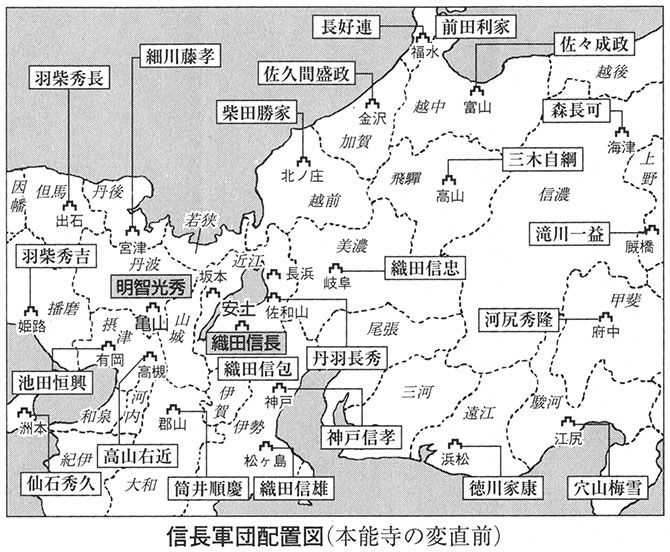 長好連
前田利家
佐々成政
細川藤孝
羽柴秀長
佐久間盛政
柴田勝家
森長可
三木自綱
滝川一益
羽柴秀吉
織田信忠
明智光秀
織田信長
織田信包
丹羽長秀
河尻秀隆
池田恒興
神戸信孝
高山右近
仙石秀久
筒井順慶
織田信雄
徳川家康
穴山梅雪
福水
富山
金沢
海津
北ノ庄
高山
出石
宮津
厩橋
坂本
長浜
岐阜
安土
佐和山
姫路
亀山
府中
有岡
高槻
神戸
洲本
郡山
松ヶ島
浜松
江尻
越後
越中
加賀
上野
飛騨
信濃
越前
因幡
但馬
丹後
若狭
美濃
近江
丹波
播磨
甲斐
摂津
山城
尾張
三河
遠江
駿河
伊賀
伊勢
河内
和泉
紀伊
大和
信長軍団配置図(本能寺の変直前)